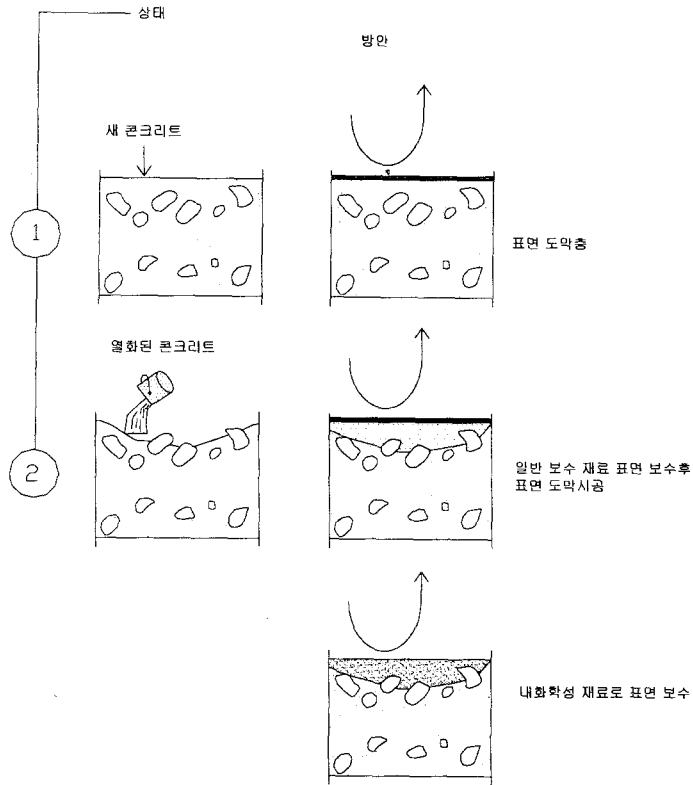 상태
방안
새 콘크리트
1
표면 도막층
열화된 콘크리트
2
일반 보수 재료 표면 보수후
표면 도막시공
내화학성 재료로 표면 보수